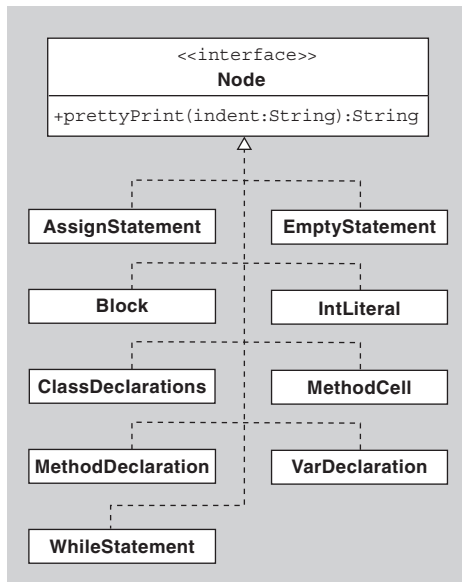 <<interface>>
Node
+prettyPrint(indent:String):String
AssignStatement
EmptyStatement
Block
IntLiteral
ClassDeclarations
MethodCell
MethodDeclaration
VarDeclaration
WhileStatement